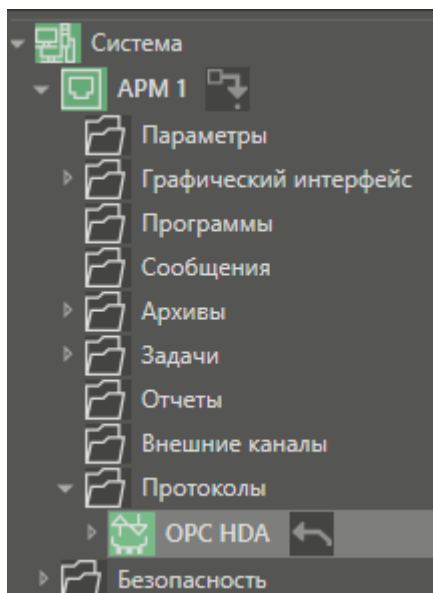 Система
АРМ 1
Параметры
Графический интерфейс
Программы
Сообщения
Архивы
Задачи
Отчеты
Внешние каналы
Протоколы
OPC HDA
Безопасность